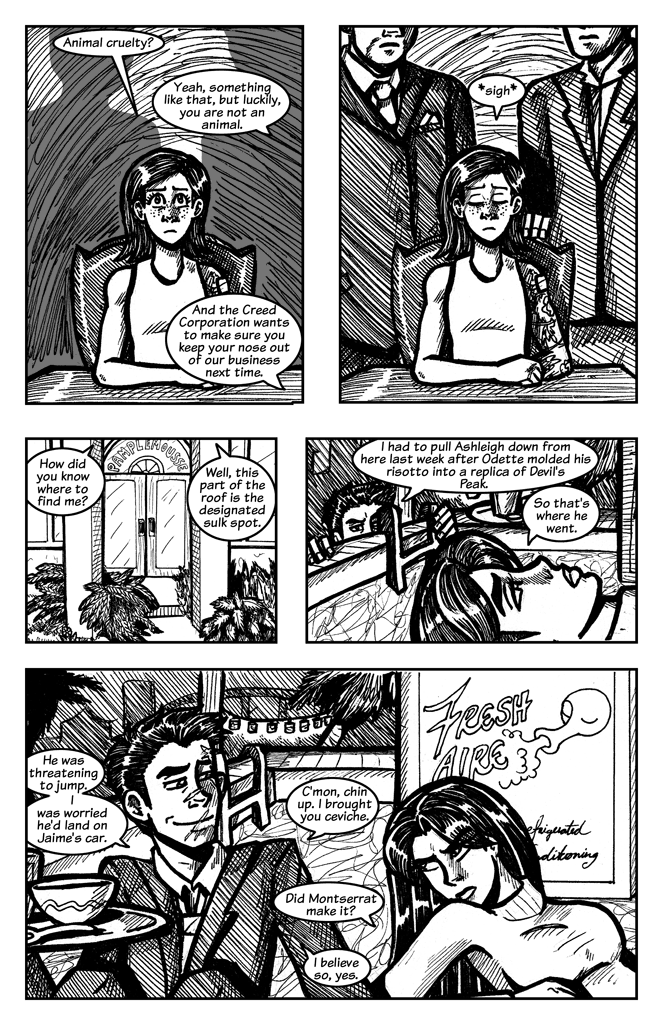 Animal cruelty?
Yeah, something
like that, but luckily,
you are not an
animal.
And the Creed
Corporation wants
to make sure you
keep your nose out
of our business
next time.
*sigh*
PAMPLEMOUSSE
How did
you know
where to
find me?
Well, this
part of the
roof is the
designated
sulk spot.
I had to pull Ashleigh down from
here last week after Odette molded his
risotto into a replica of Devil's
Peak.
So that's
where he
went.
He was
threatening
to jump.
I
was worried
he'd land on
Jaime's car.
C'mon, chin
up. I brought
you ceviche.
FRESH
AIRE
Did Montserrat
make it?
I believe
so, yes.